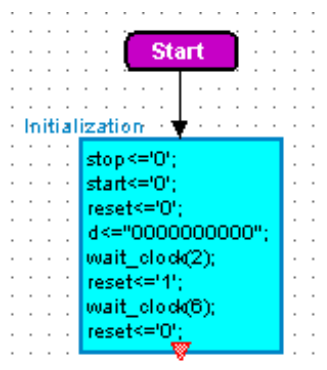 Start
Initialization
stop<='0';
start<='0';
reset<='0';
d<="0000000000";
wait_clock(2);
reset<='1';
wait_clock(6);
reset<='0';